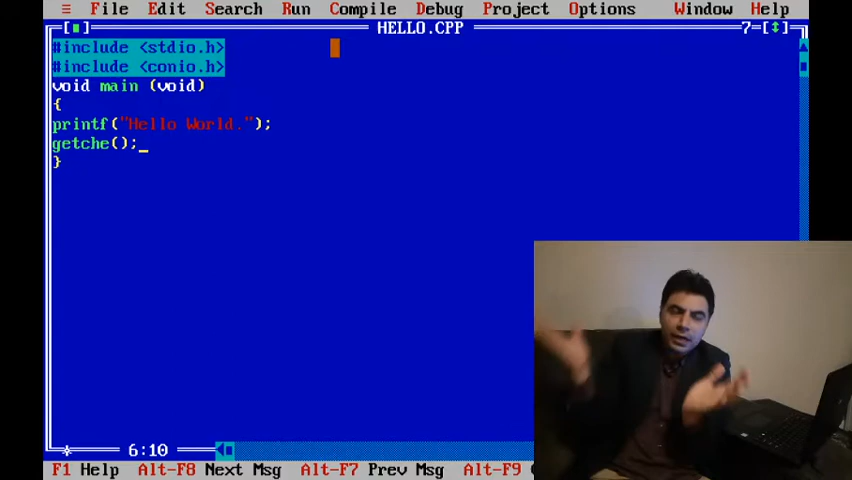 ≡ File Edit Search Run Compile Debug Project Options Window Help
[■] HELLO.CPP 7=[↕]
#include <stdio.h>
#include <conio.h>
void main (void)
{
printf("Hello World.");
getche();_
}
6:10
F1 Help Alt-F8 Next Msg Alt-F7 Prev Msg Alt-F9